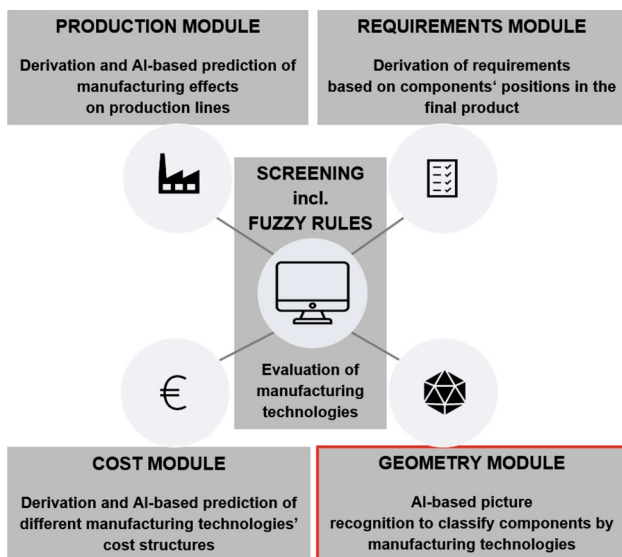 PRODUCTION MODULE
Derivation and AI-based prediction of
manufacturing effects
on production lines
REQUIREMENTS MODULE
Derivation of requirements
based on components‘ positions in the
final product
SCREENING
incl.
FUZZY RULES
Evaluation of
manufacturing
technologies
€
COST MODULE
Derivation and AI-based prediction of
different manufacturing technologies’
cost structures
GEOMETRY MODULE
AI-based picture
recognition to classify components by
manufacturing technologies